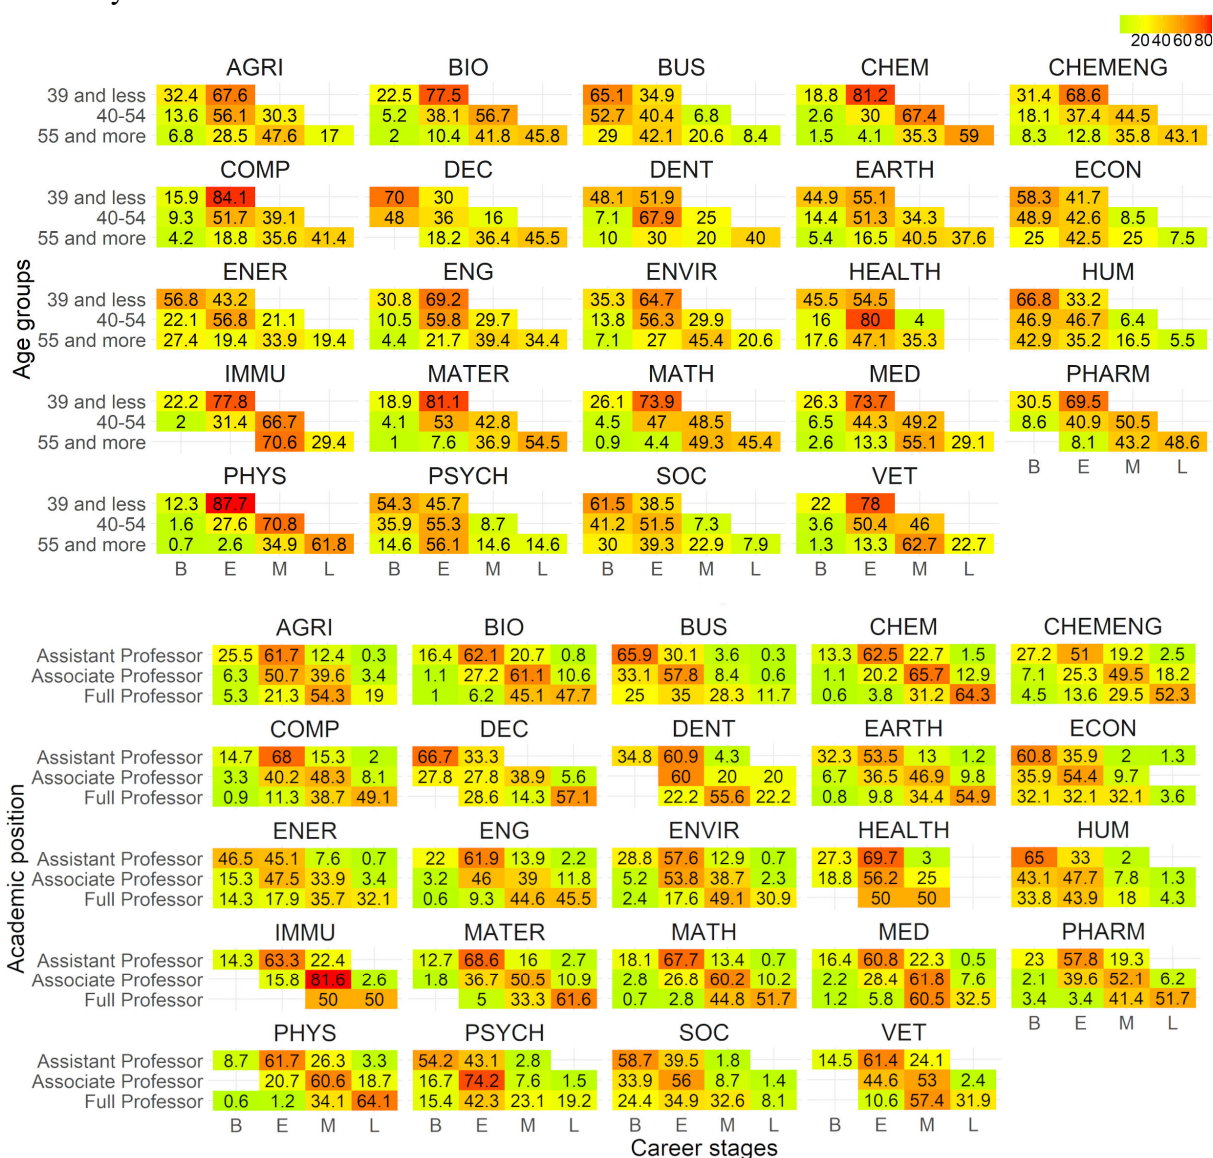 20 40 60 80
AGRI BIO BUS CHEM CHEMENG
39 and less 32.4 67.6 22.5 77.5 65.1 34.9 18.8 81.2 31.4 68.6
40-54 13.6 56.1 30.3 5.2 38.1 56.7 52.7 40.4 6.8 2.6 30 67.4 18.1 37.4 44.5
55 and more 6.8 28.5 47.6 17 2 10.4 41.8 45.8 29 42.1 20.6 8.4 1.5 4.1 35.3 59 8.3 12.8 35.8 43.1
COMP DEC DENT EARTH ECON
39 and less 15.9 84.1 70 30 48.1 51.9 44.9 55.1 58.3 41.7
40-54 9.3 51.7 39.1 48 36 16 7.1 67.9 25 14.4 51.3 34.3 48.9 42.6 8.5
55 and more 4.2 18.8 35.6 41.4 18.2 36.4 45.5 10 30 20 40 5.4 16.5 40.5 37.6 25 42.5 25 7.5
Age groups
ENER ENG ENVIR HEALTH HUM
39 and less 56.8 43.2 30.8 69.2 35.3 64.7 45.5 54.5 66.8 33.2
40-54 22.1 56.8 21.1 10.5 59.8 29.7 13.8 56.3 29.9 16 80 4 46.9 46.7 6.4
55 and more 27.4 19.4 33.9 19.4 4.4 21.7 39.4 34.4 7.1 27 45.4 20.6 17.6 47.1 35.3 42.9 35.2 16.5 5.5
IMMU MATER MATH MED PHARM
39 and less 22.2 77.8 18.9 81.1 26.1 73.9 26.3 73.7 30.5 69.5
40-54 2 31.4 66.7 4.1 53 42.8 4.5 47 48.5 6.5 44.3 49.2 8.6 40.9 50.5
55 and more 70.6 29.4 1 7.6 36.9 54.5 0.9 4.4 49.3 45.4 2.6 13.3 55.1 29.1 8.1 43.2 48.6
B E M L
PHYS PSYCH SOC VET
39 and less 12.3 87.7 54.3 45.7 61.5 38.5 22 78
40-54 1.6 27.6 70.8 35.9 55.3 8.7 41.2 51.5 7.3 3.6 50.4 46
55 and more 0.7 2.6 34.9 61.8 14.6 56.1 14.6 14.6 30 39.3 22.9 7.9 1.3 13.3 62.7 22.7
B E M L B E M L B E M L B E M L
AGRI BIO BUS CHEM CHEMENG
Assistant Professor 25.5 61.7 12.4 0.3 16.4 62.1 20.7 0.8 65.9 30.1 3.6 0.3 13.3 62.5 22.7 1.5 27.2 51 19.2 2.5
Associate Professor 6.3 50.7 39.6 3.4 1.1 27.2 61.1 10.6 33.1 57.8 8.4 0.6 1.1 20.2 65.7 12.9 7.1 25.3 49.5 18.2
Full Professor 5.3 21.3 54.3 19 1 6.2 45.1 47.7 25 35 28.3 11.7 0.6 3.8 31.2 64.3 4.5 13.6 29.5 52.3
COMP DEC DENT EARTH ECON
Assistant Professor 14.7 68 15.3 2 66.7 33.3 34.8 60.9 4.3 32.3 53.5 13 1.2 60.8 35.9 2 1.3
Associate Professor 3.3 40.2 48.3 8.1 27.8 27.8 38.9 5.6 60 20 20 6.7 36.5 46.9 9.8 35.9 54.4 9.7
Full Professor 0.9 11.3 38.7 49.1 28.6 14.3 57.1 22.2 55.6 22.2 0.8 9.8 34.4 54.9 32.1 32.1 32.1 3.6
Academic position
ENER ENG ENVIR HEALTH HUM
Assistant Professor 46.5 45.1 7.6 0.7 22 61.9 13.9 2.2 28.8 57.6 12.9 0.7 27.3 69.7 3 65 33 2
Associate Professor 15.3 47.5 33.9 3.4 3.2 46 39 11.8 5.2 53.8 38.7 2.3 18.8 56.2 25 43.1 47.7 7.8 1.3
Full Professor 14.3 17.9 35.7 32.1 0.6 9.3 44.6 45.5 2.4 17.6 49.1 30.9 50 50 33.8 43.9 18 4.3
IMMU MATER MATH MED PHARM
Assistant Professor 14.3 63.3 22.4 12.7 68.6 16 2.7 18.1 67.7 13.4 0.7 16.4 60.8 22.3 0.5 23 57.8 19.3
Associate Professor 15.8 81.6 2.6 1.8 36.7 50.5 10.9 2.8 26.8 60.2 10.2 2.2 28.4 61.8 7.6 2.1 39.6 52.1 6.2
Full Professor 50 50 5 33.3 61.6 0.7 2.8 44.8 51.7 1.2 5.8 60.5 32.5 3.4 3.4 41.4 51.7
B E M L
PHYS PSYCH SOC VET
Assistant Professor 8.7 61.7 26.3 3.3 54.2 43.1 2.8 58.7 39.5 1.8 14.5 61.4 24.1
Associate Professor 20.7 60.6 18.7 16.7 74.2 7.6 1.5 33.9 56 8.7 1.4 44.6 53 2.4
Full Professor 0.6 1.2 34.1 64.1 15.4 42.3 23.1 19.2 24.4 34.9 32.6 8.1 10.6 57.4 31.9
B E M L B E M L B E M L B E M L
Career stages